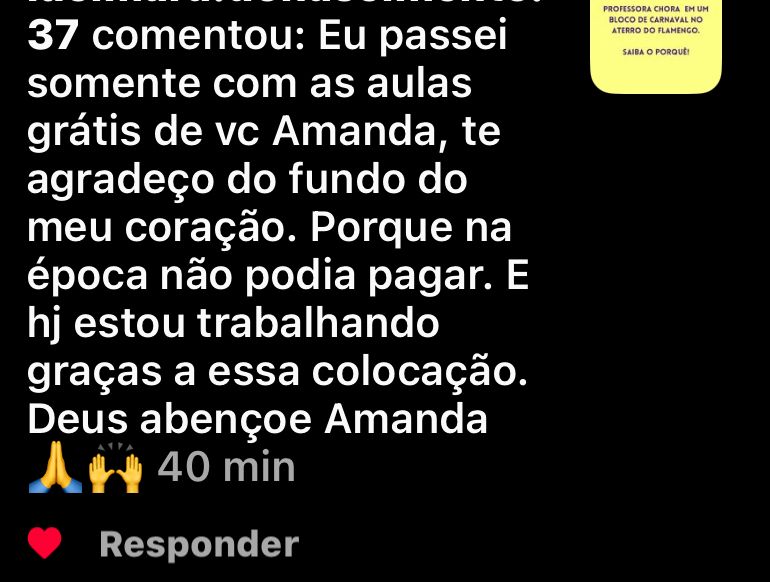 37 comentou: Eu passei
somente com as aulas
grátis de vc Amanda, te
agradeço do fundo do
meu coração. Porque na
época não podia pagar. E
hj estou trabalhando
graças a essa colocação.
Deus abençoe Amanda
🙏🙌 40 min
Responder
PROFESSORA CHORA EM UM
BLOCO DE CARNAVAL NO
ATERRO DO FLAMENGO.
SAIBA O PORQUÊ!